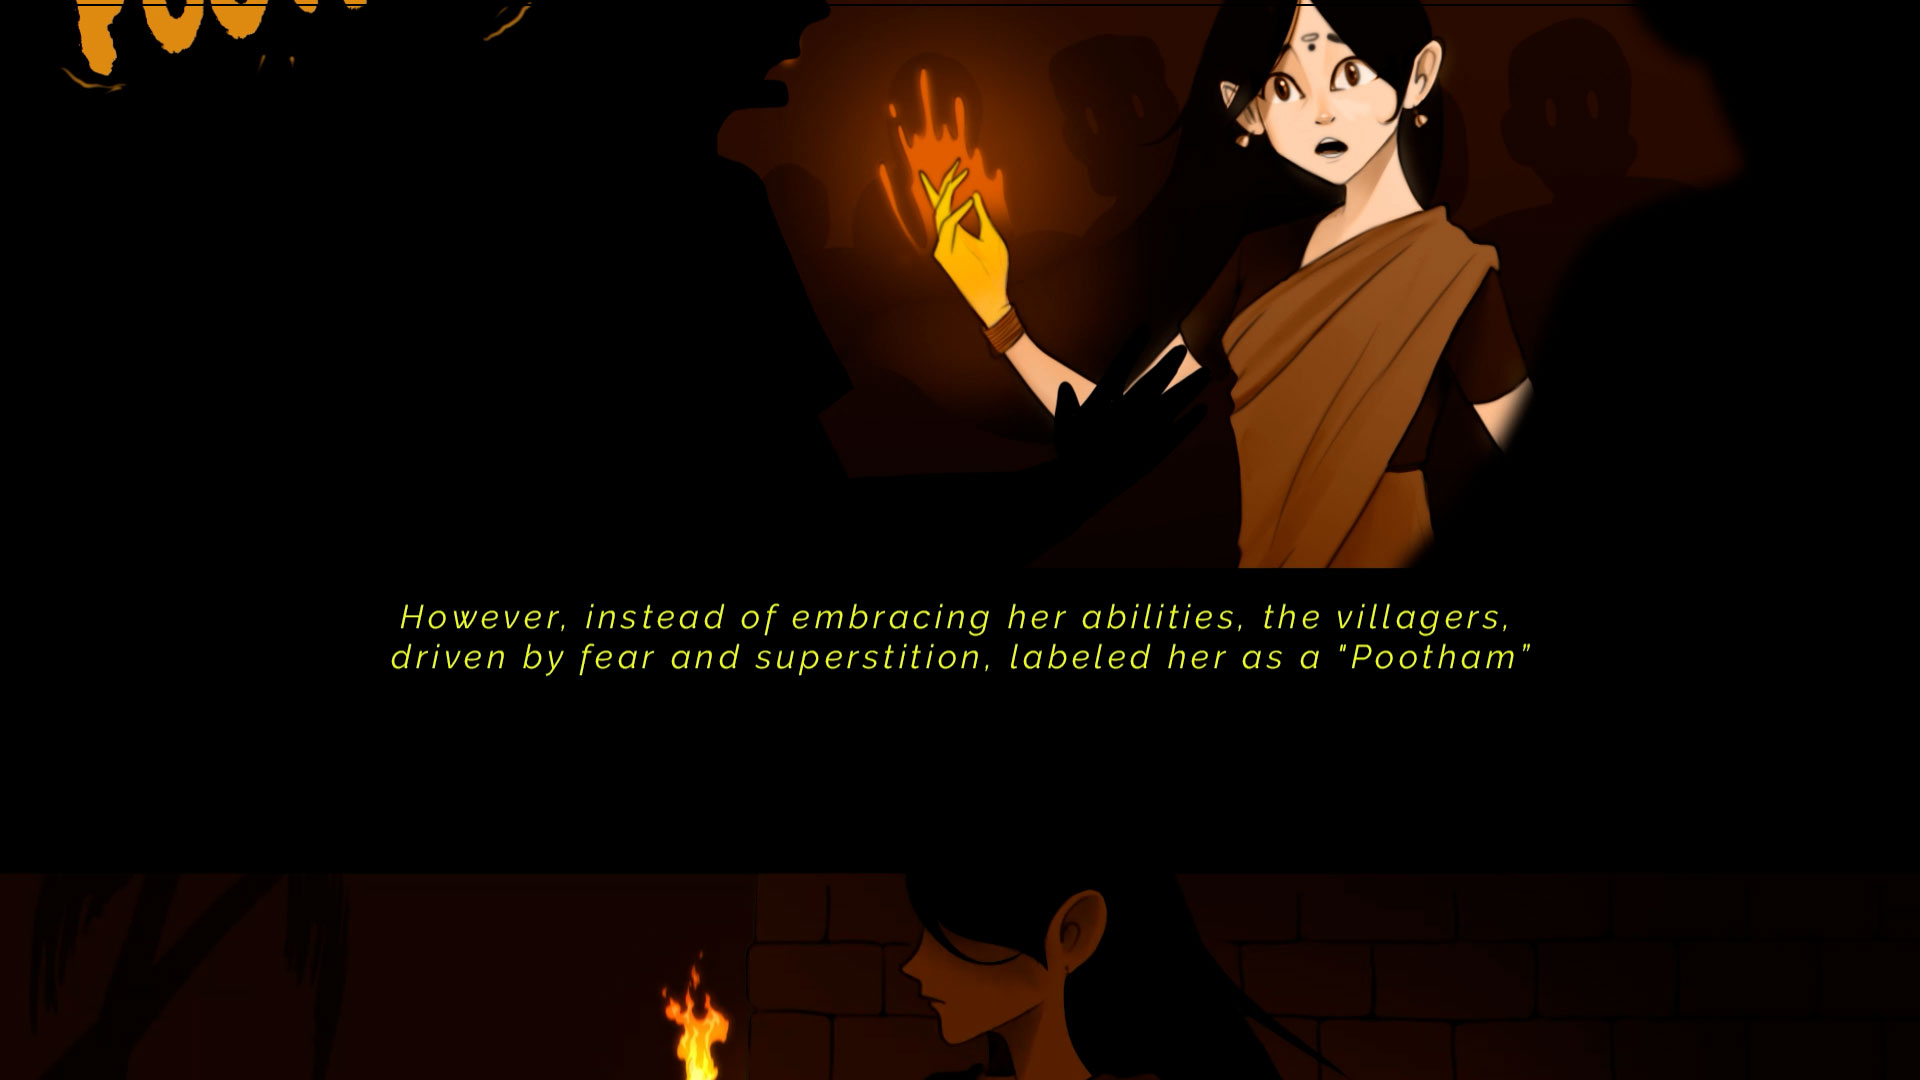 However, instead of embracing her abilities, the villagers,
driven by fear and superstition, labeled her as a "Pootham”